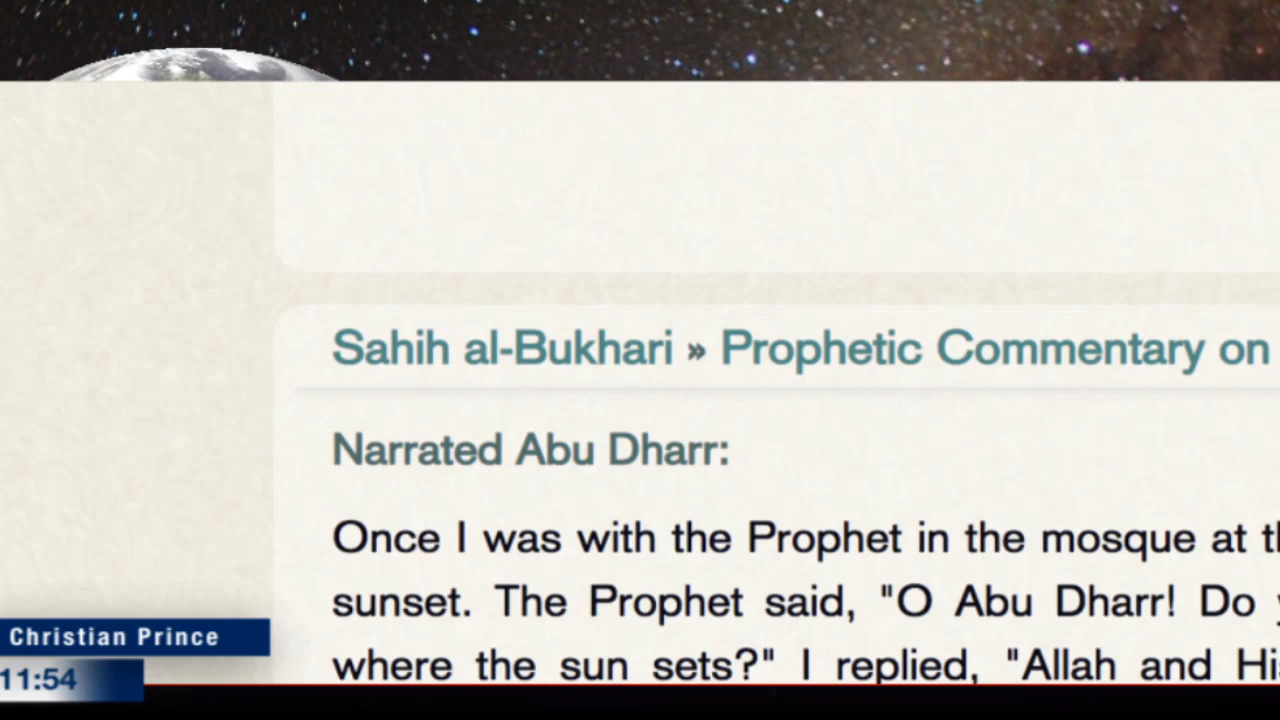 Sahih al-Bukhari » Prophetic Commentary on
Narrated Abu Dharr:
Once I was with the Prophet in the mosque at
sunset. The Prophet said, "O Abu Dharr! Do
where the sun sets?" I replied, "Allah and
Christian Prince
11:54